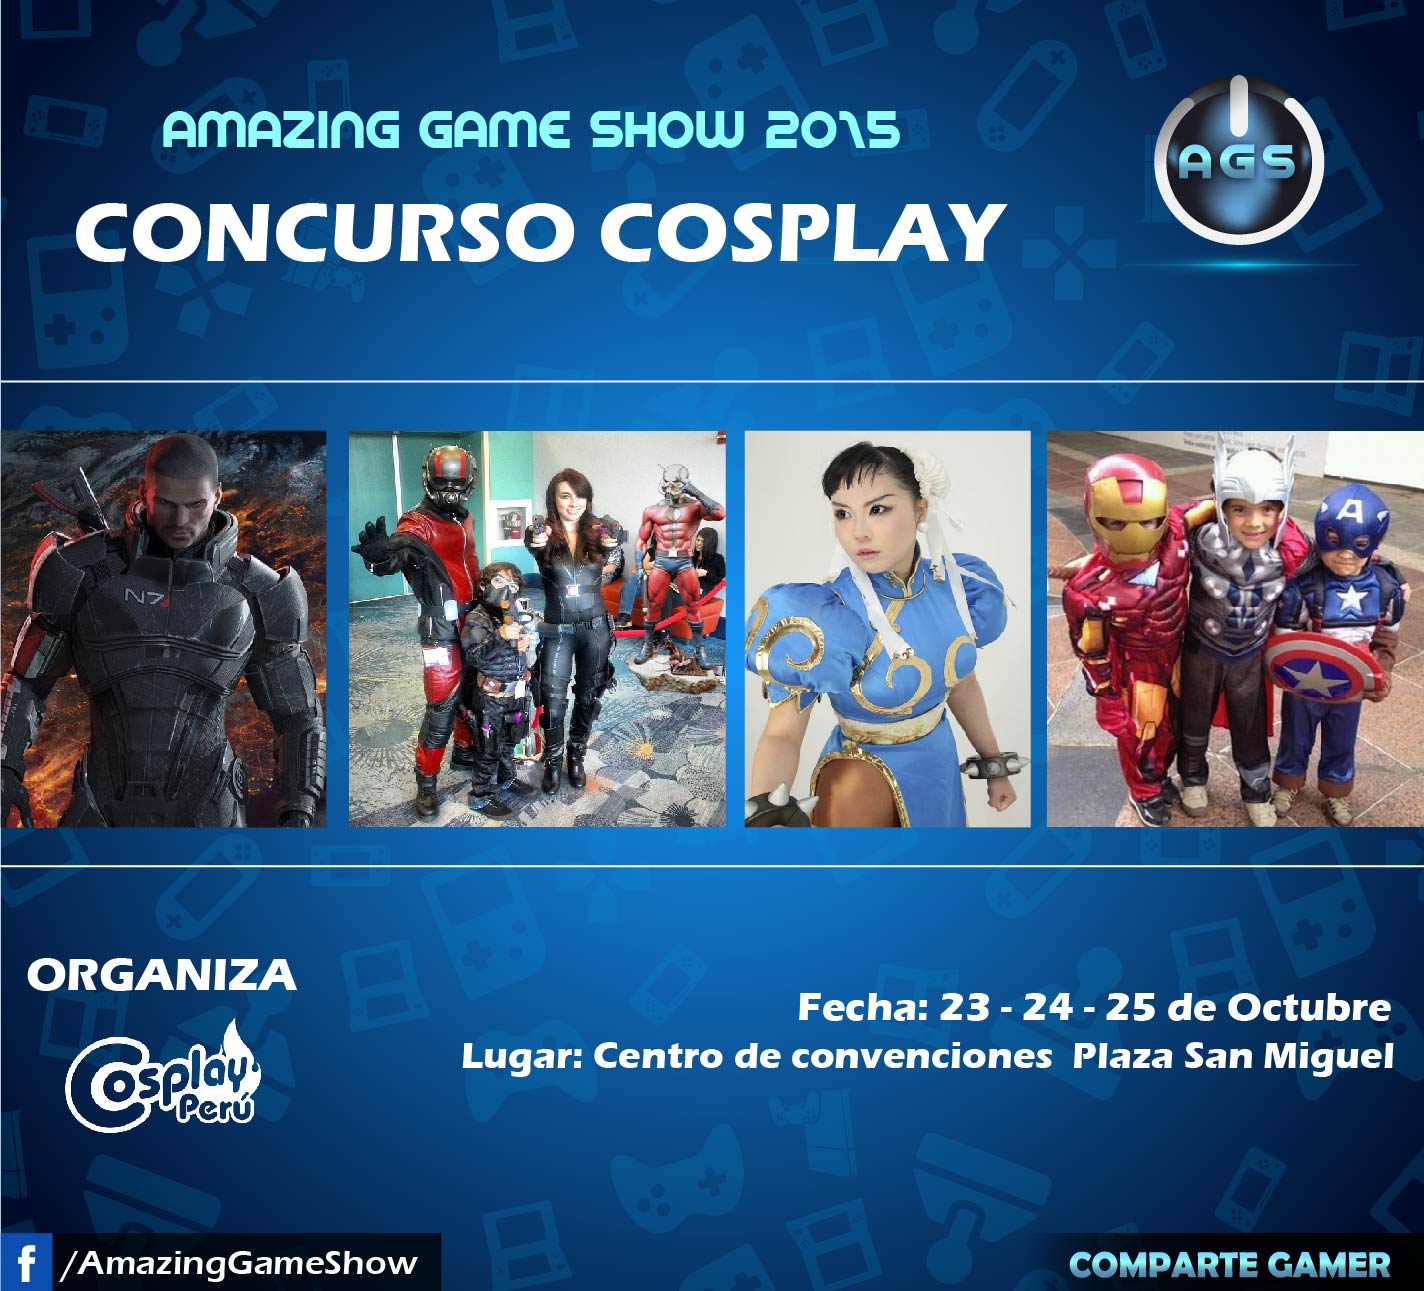 AMAZING GAME SHOW 2015
AGS
CONCURSO COSPLAY
N7
A
ORGANIZA
Cosplay
Perú
Fecha: 23 - 24 - 25 de Octubre
Lugar: Centro de convenciones Plaza San Miguel
f /AmazingGameShow
COMPARTE GAMER